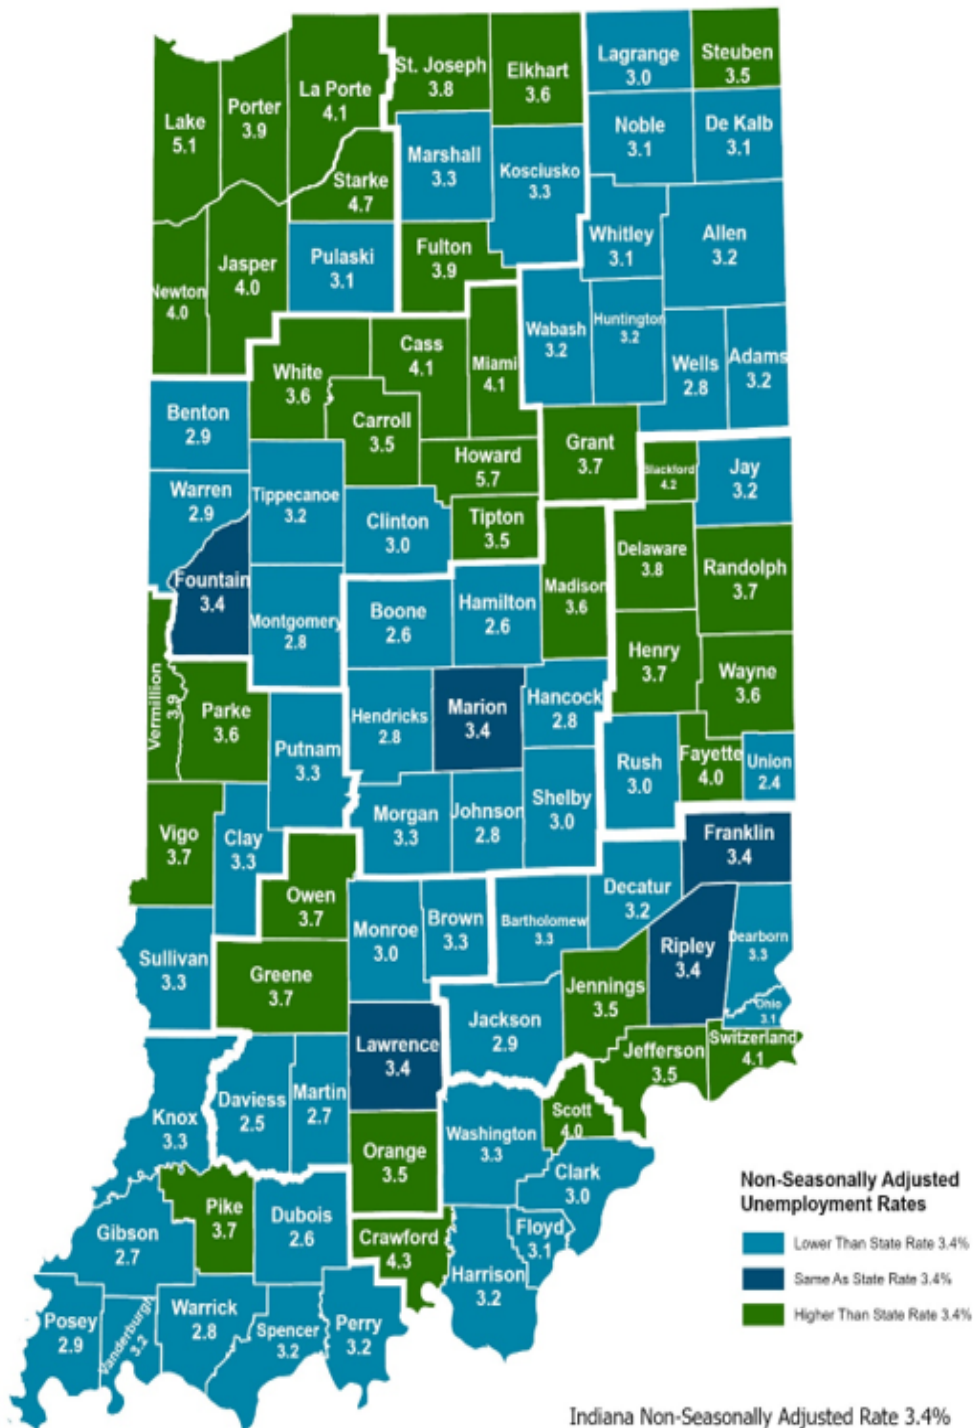 Lagrange
3.0
Steuben
3.5
St. Joseph
3.8
Elkhart
3.6
La Porte
4.1
Porter
3.9
Lake
5.1
Noble
3.1
De Kalb
3.1
Marshall
3.3
Kosciusko
3.3
Starke
4.7
Whitley
3.1
Allen
3.2
Fulton
3.9
Pulaski
3.1
Jasper
4.0
Newton
4.0
Wabash
3.2
Huntington
3.2
Wells
2.8
Adams
3.2
Cass
4.1
Miami
4.1
White
3.6
Carroll
3.5
Benton
2.9
Grant
3.7
Howard
5.7
Blackford
4.2
Jay
3.2
Warren
2.9
Tippecanoe
3.2
Clinton
3.0
Tipton
3.5
Delaware
3.8
Randolph
3.7
Fountain
3.4
Madison
3.6
Boone
2.6
Hamilton
2.6
Montgomery
2.8
Henry
3.7
Wayne
3.6
Vermillion
3.9
Parke
3.6
Hendricks
2.8
Marion
3.4
Hancock
2.8
Putnam
3.3
Rush
3.0
Fayette
4.0
Union
2.4
Vigo
3.7
Clay
3.3
Morgan
3.3
Johnson
2.8
Shelby
3.0
Franklin
3.4
Owen
3.7
Decatur
3.2
Monroe
3.0
Brown
3.3
Bartholomew
3.3
Ripley
3.4
Dearborn
3.3
Sullivan
3.3
Greene
3.7
Jennings
3.5
Ohio
3.1
Jackson
2.9
Lawrence
3.4
Jefferson
3.5
Switzerland
4.1
Knox
3.3
Daviess
2.5
Martin
2.7
Scott
4.0
Washington
3.3
Orange
3.5
Clark
3.0
Pike
3.7
Dubois
2.6
Gibson
2.7
Crawford
4.3
Floyd
3.1
Harrison
3.2
Posey
2.9
Vanderburgh
3.2
Warrick
2.8
Spencer
3.2
Perry
3.2
Non-Seasonally Adjusted
Unemployment Rates
Lower Than State Rate 3.4%
Same As State Rate 3.4%
Higher Than State Rate 3.4%
Indiana Non-Seasonally Adjusted Rate 3.4%